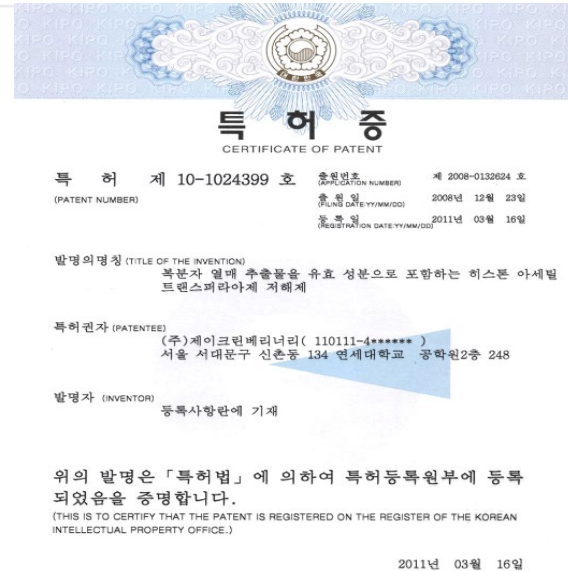 KIPO KIPO KIPO KIPO KIPO
대한민국
특 허 증
CERTIFICATE OF PATENT
특 허 제 10-1024399 호
(PATENT NUMBER)
출원번호 제 2008-0132624 호
(APPLICATION NUMBER)
출 원 일 2008년 12월 23일
(FILING DATE:YY/MM/DD)
등 록 일 2011년 03월 16일
(REGISTRATION DATE:YY/MM/DD)
발명의명칭 (TITLE OF THE INVENTION)
복분자 열매 추출물을 유효 성분으로 포함하는 히스톤 아세틸
트랜스퍼라아제 저해제
특허권자 (PATENTEE)
(주)제이크린베리너리( 110111-4****** )
서울 서대문구 신촌동 134 연세대학교 공학원2층 248
발명자 (INVENTOR)
등록사항란에 기재
위의 발명은 「특허법」에 의하여 특허등록원부에 등록
되었음을 증명합니다.
(THIS IS TO CERTIFY THAT THE PATENT IS REGISTERED ON THE REGISTER OF THE KOREAN
INTELLECTUAL PROPERTY OFFICE.)
2011년 03월 16일